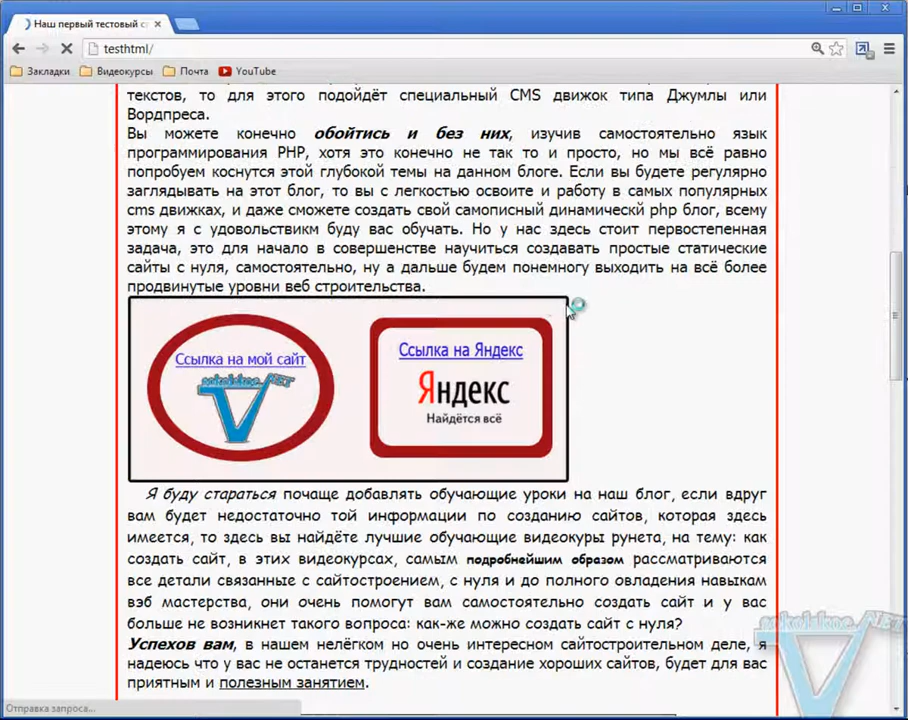 Наш первый тестовый с
testhtml/
Закладки Видеокурсы Почта YouTube
текстов, то для этого подойдёт специальный CMS движок типа Джумлы или
Вордпреса.
Вы можете конечно обойтись и без них, изучив самостоятельно язык
программирования PHP, хотя это конечно не так то и просто, но мы всё равно
попробуем коснутся этой глубокой темы на данном блоге. Если вы будете регулярно
заглядывать на этот блог, то вы с легкостью освоите и работу в самых популярных
cms движках, и даже сможете создать свой самописный динамическй php блог, всему
этому я с удовольствикм буду вас обучать. Но у нас здесь стоит первостепенная
задача, это для начало в совершенстве научиться создавать простые статические
сайты с нуля, самостоятельно, ну а дальше будем понемногу выходить на всё более
продвинутые уровни веб строительства.
Ссылка на мой сайт
Ссылка на Яндекс
Яндекс
Найдётся всё
Я буду стараться почаще добавлять обучающие уроки на наш блог, если вдруг
вам будет недостаточно той информации по созданию сайтов, которая здесь
имеется, то здесь вы найдёте лучшие обучающие видеокуры рунета, на тему: как
создать сайт, в этих видеокурсах, самым подробнейшим образом рассматриваются
все детали связанные с сайтостроением, с нуля и до полного овладения навыкам
вэб мастерства, они очень помогут вам самостоятельно создать сайт и у вас
больше не возникнет такого вопроса: как-же можно создать сайт с нуля?
Успехов вам, в нашем нелёгком но очень интересном сайтостроительном деле, я
надеюсь что у вас не останется трудностей и создание хороших сайтов, будет для вас
приятным и полезным занятием.
Отправка запроса...